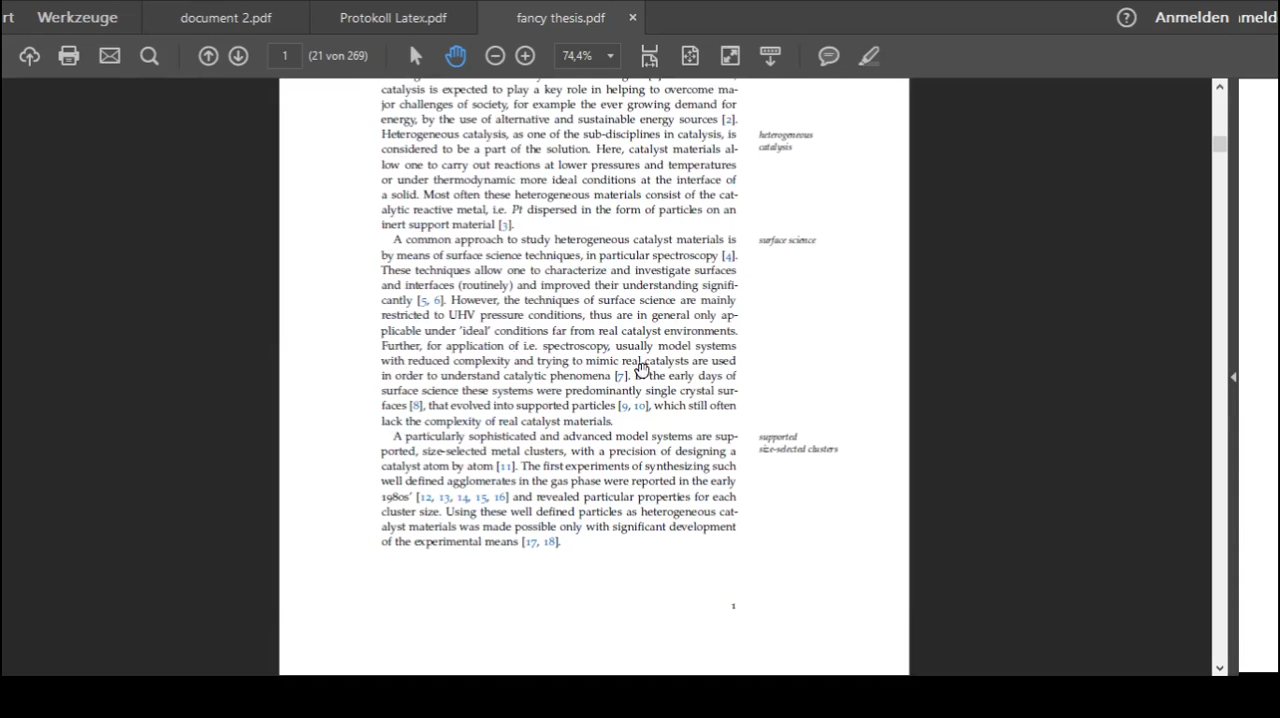 rt Werkzeuge document 2.pdf Protokoll Latex.pdf fancy thesis.pdf × ? Anmelden meld
1 (21 von 269) 74,4%
catalysis is expected to play a key role in helping to overcome ma-
jor challenges of society, for example the ever growing demand for
energy, by the use of alternative and sustainable energy sources [2].
Heterogeneous catalysis, as one of the sub-disciplines in catalysis, is
considered to be a part of the solution. Here, catalyst materials al-
low one to carry out reactions at lower pressures and temperatures
or under thermodynamic more ideal conditions at the interface of
a solid. Most often these heterogeneous materials consist of the cat-
alytic reactive metal, i.e. Pt dispersed in the form of particles on an
inert support material [3].
heterogeneous
catalysis
A common approach to study heterogeneous catalyst materials is
by means of surface science techniques, in particular spectroscopy [4].
These techniques allow one to characterize and investigate surfaces
and interfaces (routinely) and improved their understanding signifi-
cantly [5, 6]. However, the techniques of surface science are mainly
restricted to UHV pressure conditions, thus are in general only ap-
plicable under 'ideal' conditions far from real catalyst environments.
Further, for application of i.e. spectroscopy, usually model systems
with reduced complexity and trying to mimic real catalysts are used
in order to understand catalytic phenomena [7]. the early days of
surface science these systems were predominantly single crystal sur-
faces [8], that evolved into supported particles [9, 10], which still often
lack the complexity of real catalyst materials.
surface science
A particularly sophisticated and advanced model systems are sup-
ported, size-selected metal clusters, with a precision of designing a
catalyst atom by atom [11]. The first experiments of synthesizing such
well defined agglomerates in the gas phase were reported in the early
1980s' [12, 13, 14, 15, 16] and revealed particular properties for each
cluster size. Using these well defined particles as heterogeneous cat-
alyst materials was made possible only with significant development
of the experimental means [17, 18].
supported
size-selected clusters
1